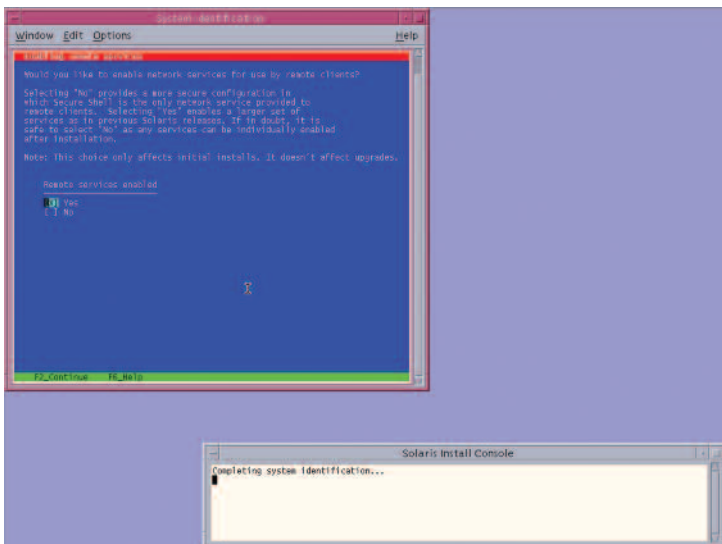 System Identification
Window Edit Options Help
Enabling remote services
Would you like to enable network services for use by remote clients?
Selecting "No" provides a more secure configuration in
which Secure Shell is the only network service provided to
remote clients. Selecting "Yes" enables a larger set of
services as in previous Solaris releases. If in doubt, it is
safe to select "No" as any services can be individually enabled
after installation.
Note: This choice only affects initial installs. It doesn't affect upgrades.
Remote services enabled
[X] Yes
[ ] No
F2_Continue F6_Help
Solaris Install Console
Completing system identification...